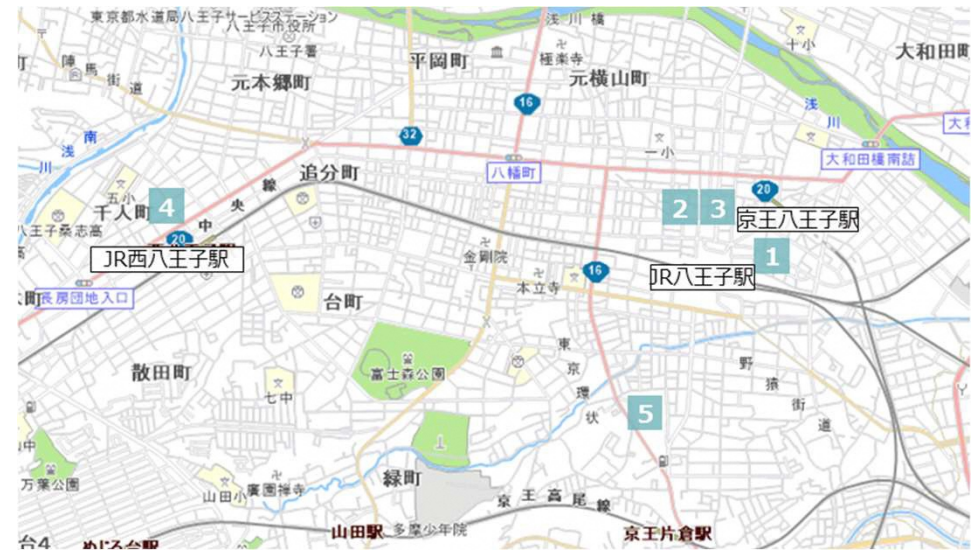 東京都水道局八王子サービスステーション
八王子市役所
浅川橋
八王子署
陣馬街道
元本郷町
平岡町
極楽寺
元横山町
十小
大和田町
16
32
浅川
南浅川
一小
大和田橋南詰
八幡町
追分町
五小
千人町
4
中央線
2
3
20
京王八王子駅
八王子桑志高
20
JR西八王子駅
金剛院
1
JR八王子駅
16
本立寺
長房団地入口
台町
東京環状
野猿街道
富士森公園
散田町
七中
5
万葉公園
山田小
廣園禅寺
緑町
京王高尾線
山田駅
多摩少年院
京王片倉駅
台4
めじろ台駅